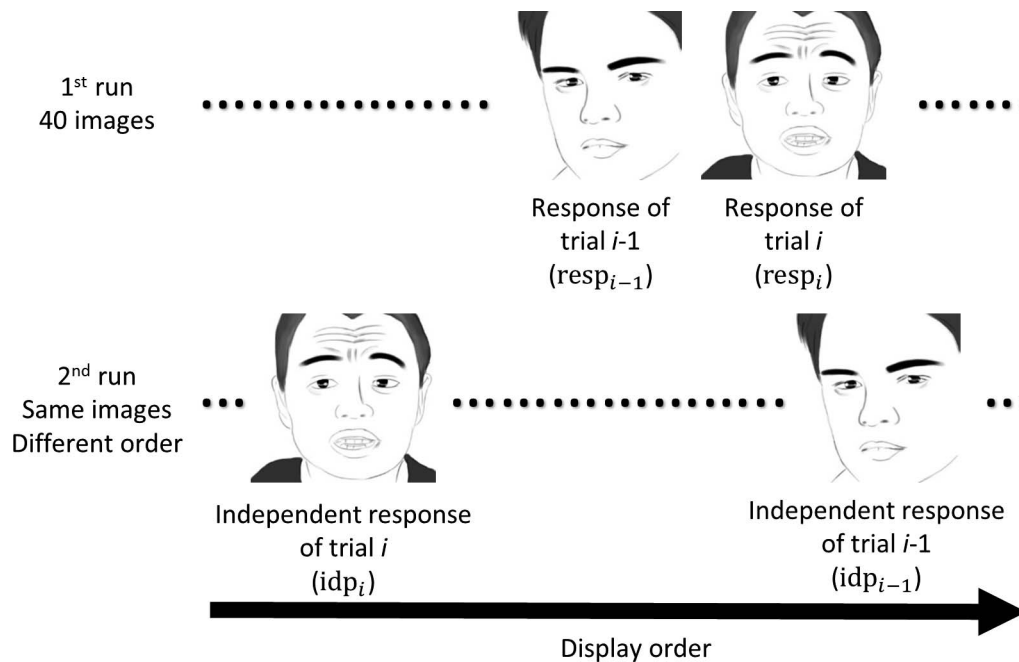 1st run
40 images
Response of
trial i-1
(resp_{i−1})
Response of
trial i
(resp_i)
2nd run
Same images
Different order
Independent response
of trial i
(idp_i)
Independent response
of trial i-1
(idp_{i−1})
Display order